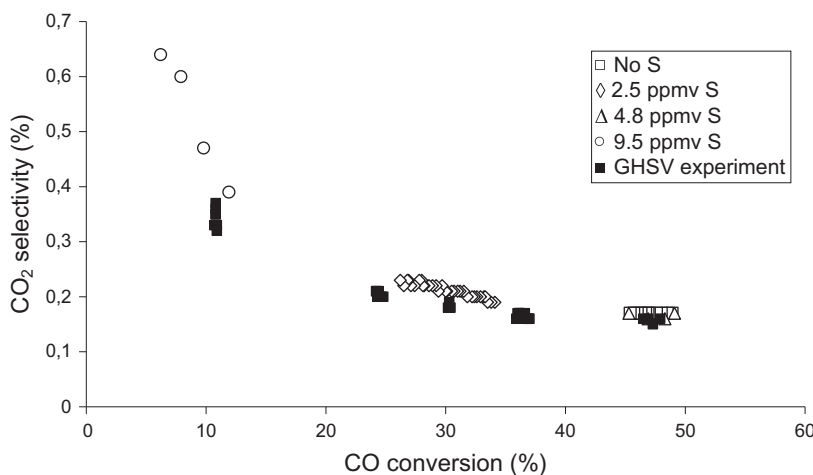 0,7
0,6
0,5
0,4
0,3
0,2
0,1
0
CO₂ selectivity (%)
No S
2.5 ppmv S
4.8 ppmv S
9.5 ppmv S
GHSV experiment
0 10 20 30 40 50 60
CO conversion (%)